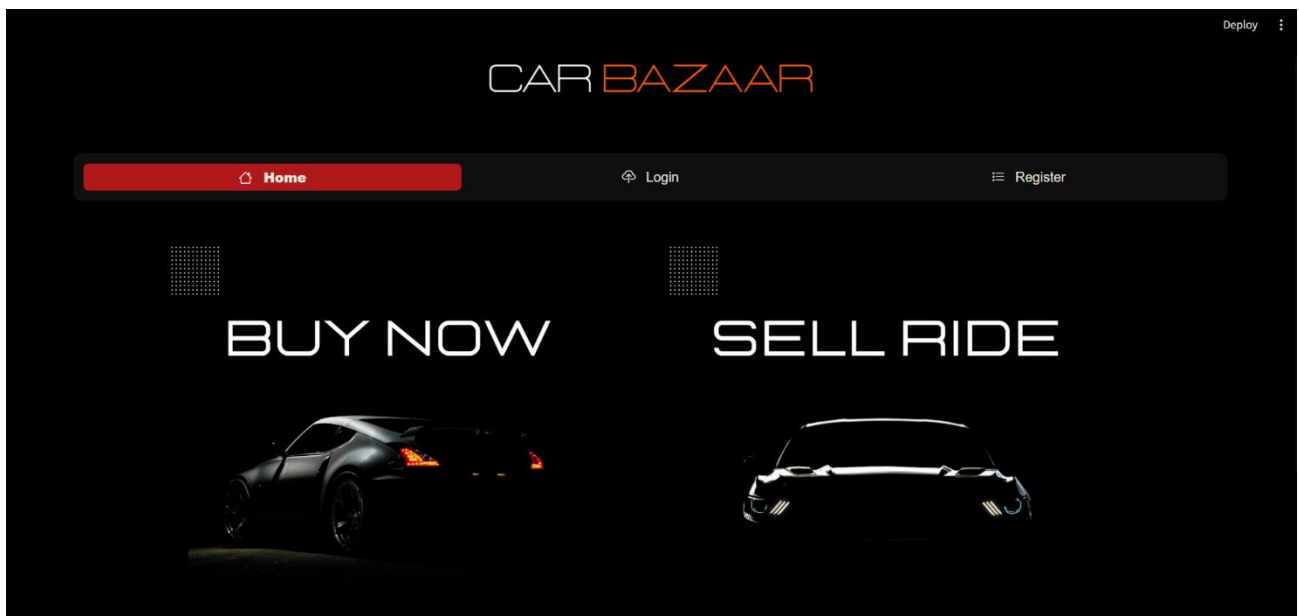 Deploy
CAR BAZAAR
Home
Login
Register
BUY NOW
SELL RIDE